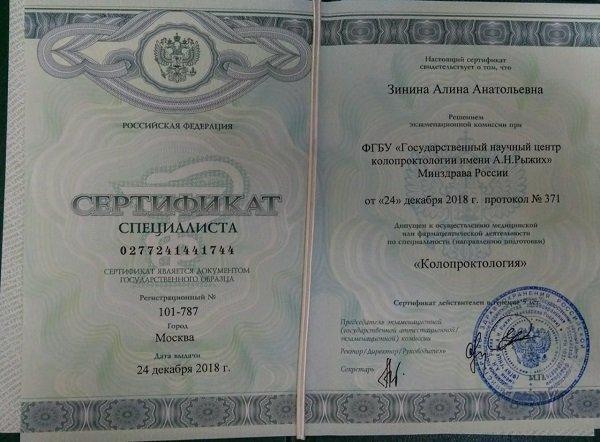 РОССИЙСКАЯ ФЕДЕРАЦИЯ
СЕРТИФИКАТ
СПЕЦИАЛИСТА
0277241441744
СЕРТИФИКАТ ЯВЛЯЕТСЯ ДОКУМЕНТОМ
ГОСУДАРСТВЕННОГО ОБРАЗЦА
Регистрационный №
101-787
Город
Москва
Дата выдачи
24 декабря 2018 г.
Настоящий сертификат
свидетельствует о том, что
Зинина Алина Анатольевна
Решением
экзаменационной комиссии при
ФГБУ «Государственный научный центр
колопроктологии имени А.Н.Рыжих»
Минздрава России
от «24» декабря 2018 г. протокол № 371
Допущен к осуществлению медицинской
или фармацевтической деятельности
по специальности (направлению подготовки)
«Колопроктология»
Сертификат действителен в течение 5 лет
Председатель экзаменационной
(государственной аттестационной/
экзаменационной) комиссии
Ректор/Директор/Руководитель
Секретарь